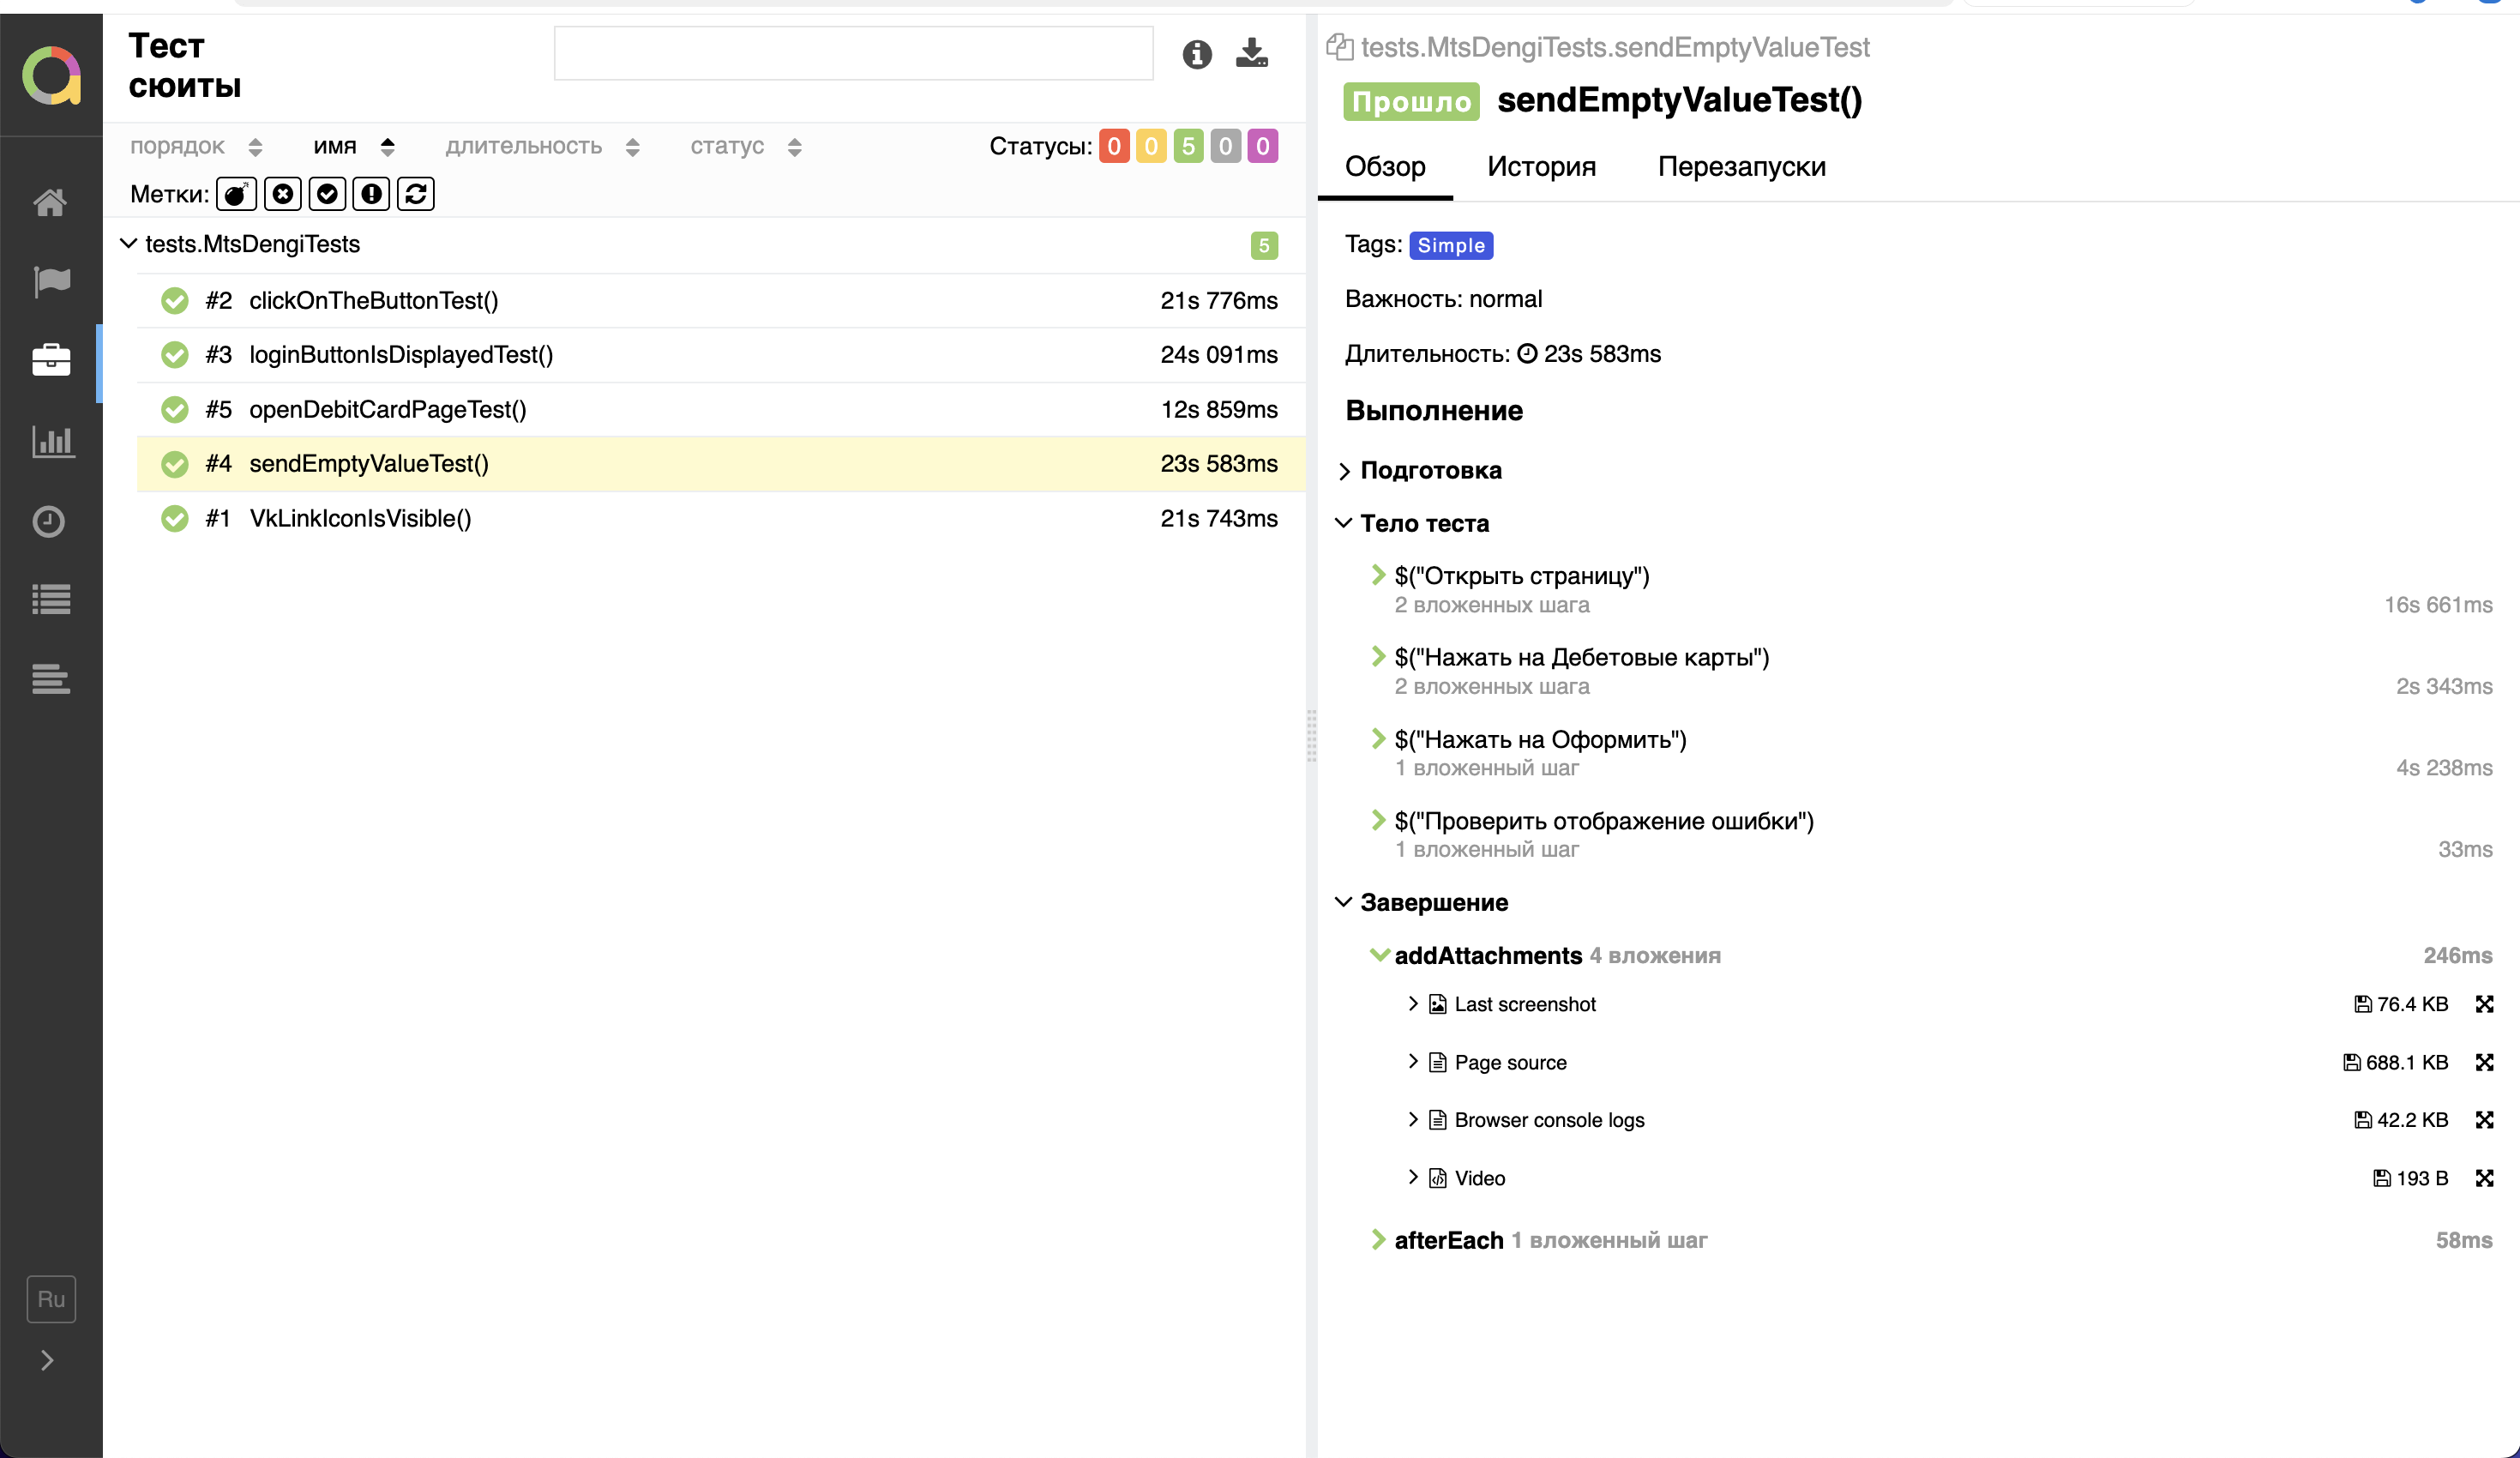 Тест
сюиты
порядок имя длительность статус Статусы: 0 0 5 0 0
Метки:
tests.MtsDengiTests 5
#2 clickOnTheButtonTest() 21s 776ms
#3 loginButtonIsDisplayedTest() 24s 091ms
#5 openDebitCardPageTest() 12s 859ms
#4 sendEmptyValueTest() 23s 583ms
#1 VkLinkIconIsVisible() 21s 743ms
Ru
tests.MtsDengiTests.sendEmptyValueTest
Прошло sendEmptyValueTest()
Обзор История Перезапуски
Tags: Simple
Важность: normal
Длительность: 23s 583ms
Выполнение
Подготовка
Тело теста
$("Открыть страницу")
2 вложенных шага 16s 661ms
$("Нажать на Дебетовые карты")
2 вложенных шага 2s 343ms
$("Нажать на Оформить")
1 вложенный шаг 4s 238ms
$("Проверить отображение ошибки")
1 вложенный шаг 33ms
Завершение
addAttachments 4 вложения 246ms
Last screenshot 76.4 KB
Page source 688.1 KB
Browser console logs 42.2 KB
Video 193 B
afterEach 1 вложенный шаг 58ms